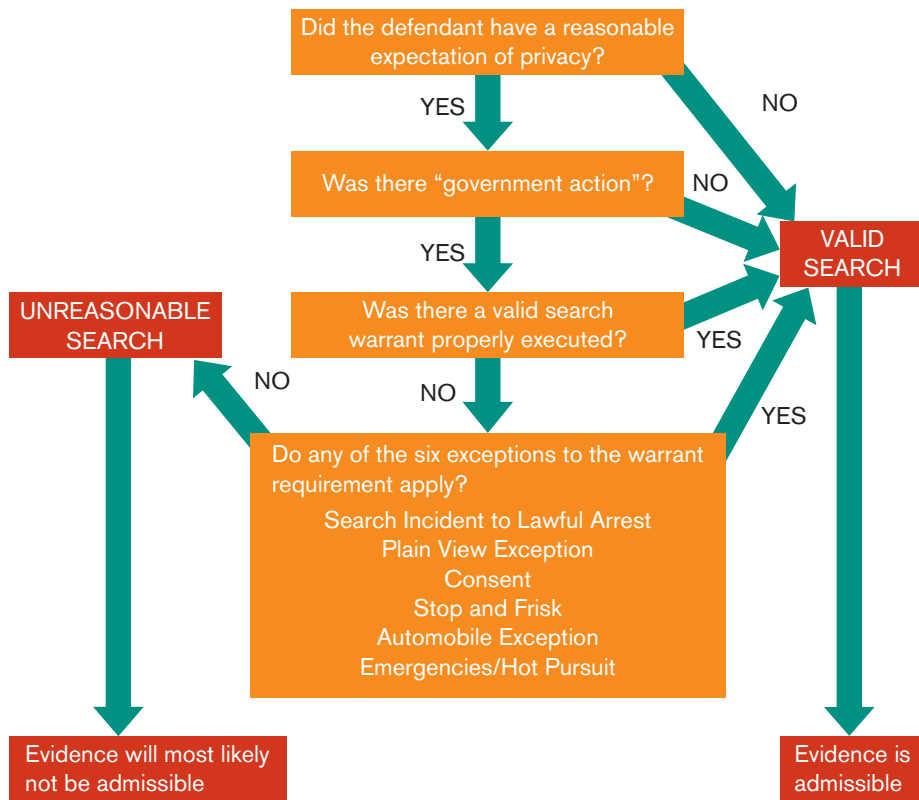 Did the defendant have a reasonable
expectation of privacy?
YES
NO
Was there “government action”?
NO
YES
VALID
SEARCH
UNREASONABLE
SEARCH
Was there a valid search
warrant properly executed?
YES
NO
NO
YES
Do any of the six exceptions to the warrant
requirement apply?
Search Incident to Lawful Arrest
Plain View Exception
Consent
Stop and Frisk
Automobile Exception
Emergencies/Hot Pursuit
Evidence will most likely
not be admissible
Evidence is
admissible